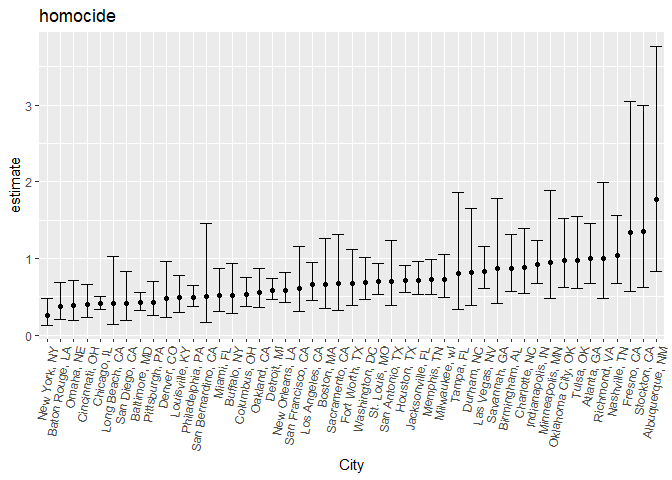 homocide
estimate
3
2
1
0
New York, NY
Baton Rouge, LA
Omaha, NE
Cincinnati, OH
Chicago, IL
Long Beach, CA
San Diego, CA
Baltimore, MD
Pittsburgh, PA
Denver, CO
Louisville, KY
Philadelphia, PA
San Bernardino, CA
Miami, FL
Buffalo, NY
Columbus, OH
Oakland, CA
Detroit, MI
New Orleans, LA
San Francisco, CA
Los Angeles, CA
Boston, MA
Sacramento, CA
Fort Worth, TX
Washington, DC
St. Louis, MO
San Antonio, TX
Houston, TX
Jacksonville, FL
Memphis, TN
Milwaukee, wI
Tampa, FL
Durham, NC
Las Vegas, NV
Savannah, GA
Birmingham, AL
Charlotte, NC
Indianapolis, IN
Minneapolis, MN
Oklahoma City, OK
Tulsa, OK
Atlanta, GA
Richmond, VA
Nashville, TN
Fresno, CA
Stockton, CA
Albuquerque, NM
City